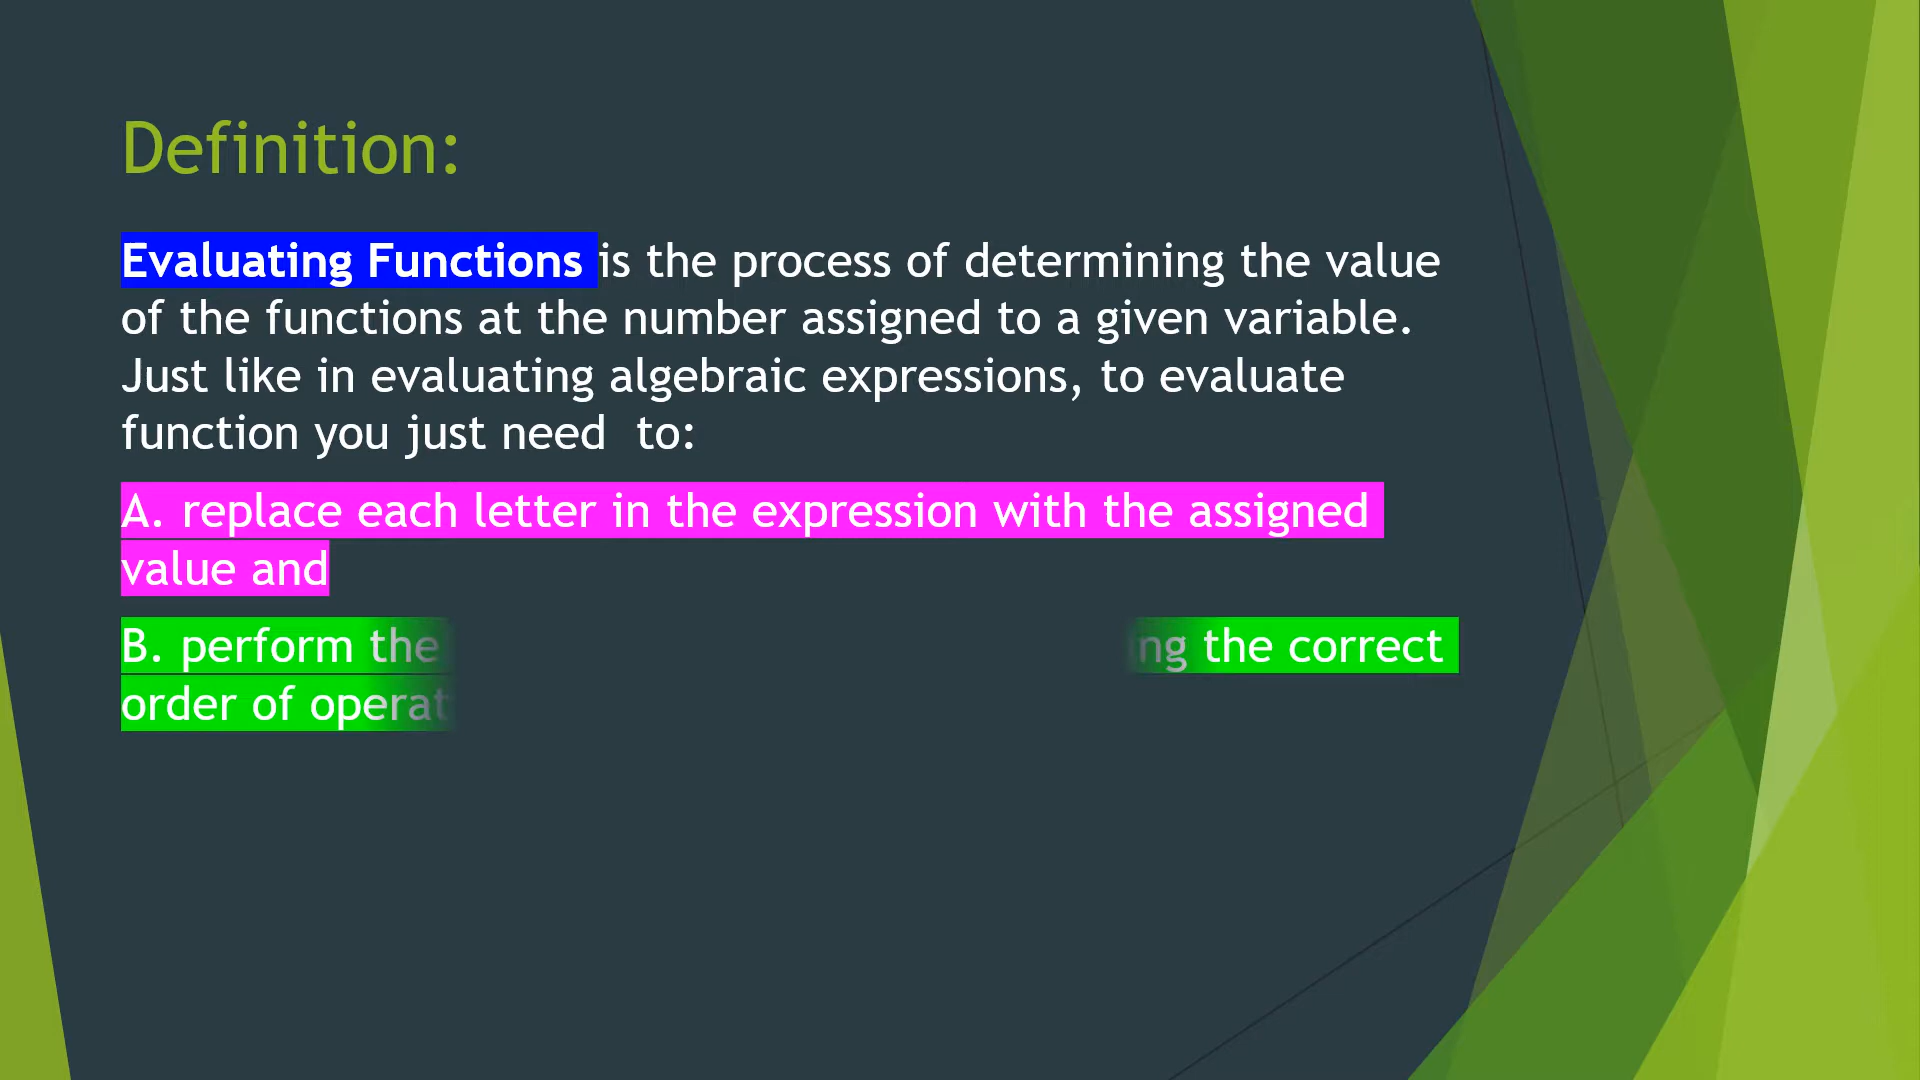 Definition:
Evaluating Functions is the process of determining the value
of the functions at the number assigned to a given variable.
Just like in evaluating algebraic expressions, to evaluate
function you just need  to:
A. replace each letter in the expression with the assigned
value and
B. perform the the correct
order of